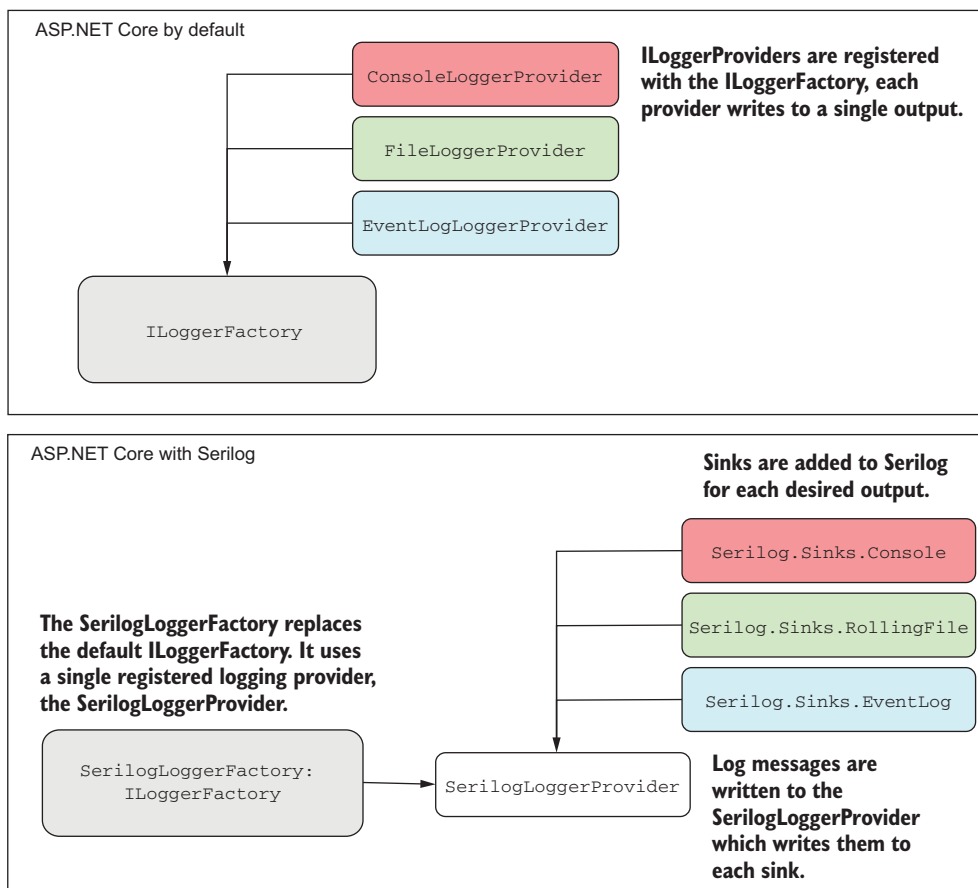 ASP.NET Core by default
ConsoleLoggerProvider
ILoggerProviders are registered
with the ILoggerFactory, each
provider writes to a single output.
FileLoggerProvider
EventLogLoggerProvider
ILoggerFactory
ASP.NET Core with Serilog
Sinks are added to Serilog
for each desired output.
Serilog.Sinks.Console
The SerilogLoggerFactory replaces
the default ILoggerFactory. It uses
a single registered logging provider,
the SerilogLoggerProvider.
Serilog.Sinks.RollingFile
Serilog.Sinks.EventLog
SerilogLoggerFactory:
ILoggerFactory
SerilogLoggerProvider
Log messages are
written to the
SerilogLoggerProvider
which writes them to
each sink.